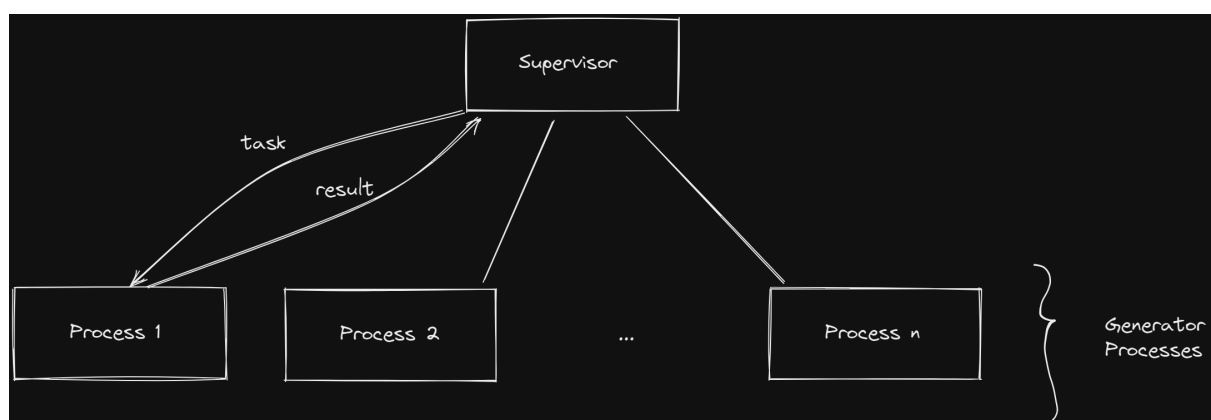 Supervisor
task
result
Process 1
Process 2
...
Process n
Generator
Processes